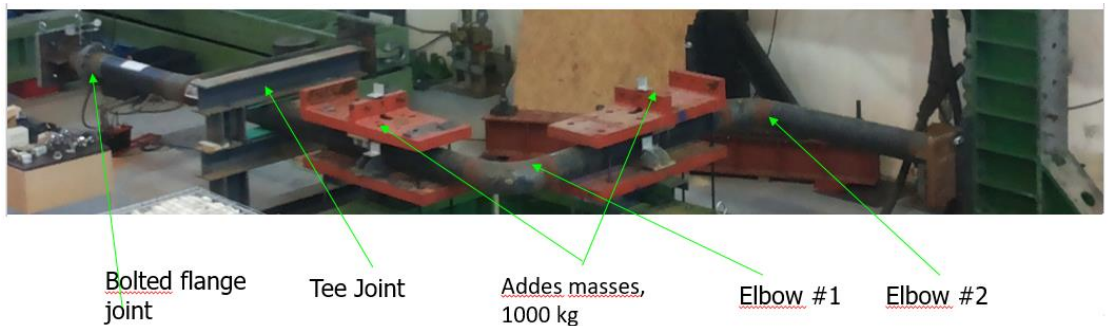 Bolted flange
joint
Tee Joint
Addes masses,
1000 kg
Elbow #1
Elbow #2